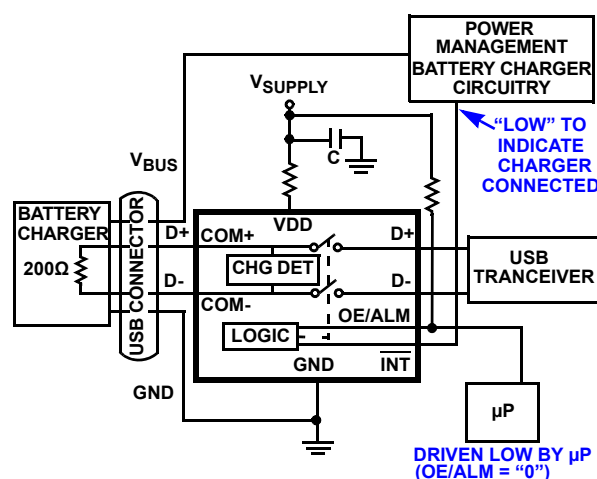 POWER
MANAGEMENT
BATTERY CHARGER
CIRCUITRY
VSUPPLY
"LOW" TO
INDICATE
CHARGER
CONNECTED
C
VBUS
BATTERY
CHARGER
200Ω
USB CONNECTOR
D+
D-
GND
VDD
COM+
COM-
CHG DET
LOGIC
D+
D-
OE/ALM
GND
INT
USB
TRANCEIVER
µP
DRIVEN LOW BY µP
(OE/ALM = "0")